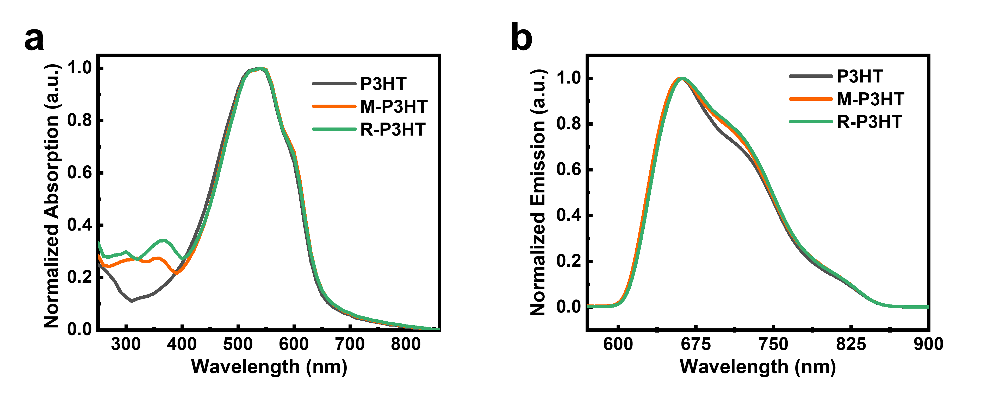 a
Normalized Absorption (a.u.)
1.0
0.8
0.6
0.4
0.2
0.0
300 400 500 600 700 800
Wavelength (nm)
P3HT
M-P3HT
R-P3HT
b
Normalized Emission (a.u.)
1.0
0.8
0.6
0.4
0.2
0.0
600 675 750 825 900
Wavelength (nm)
P3HT
M-P3HT
R-P3HT